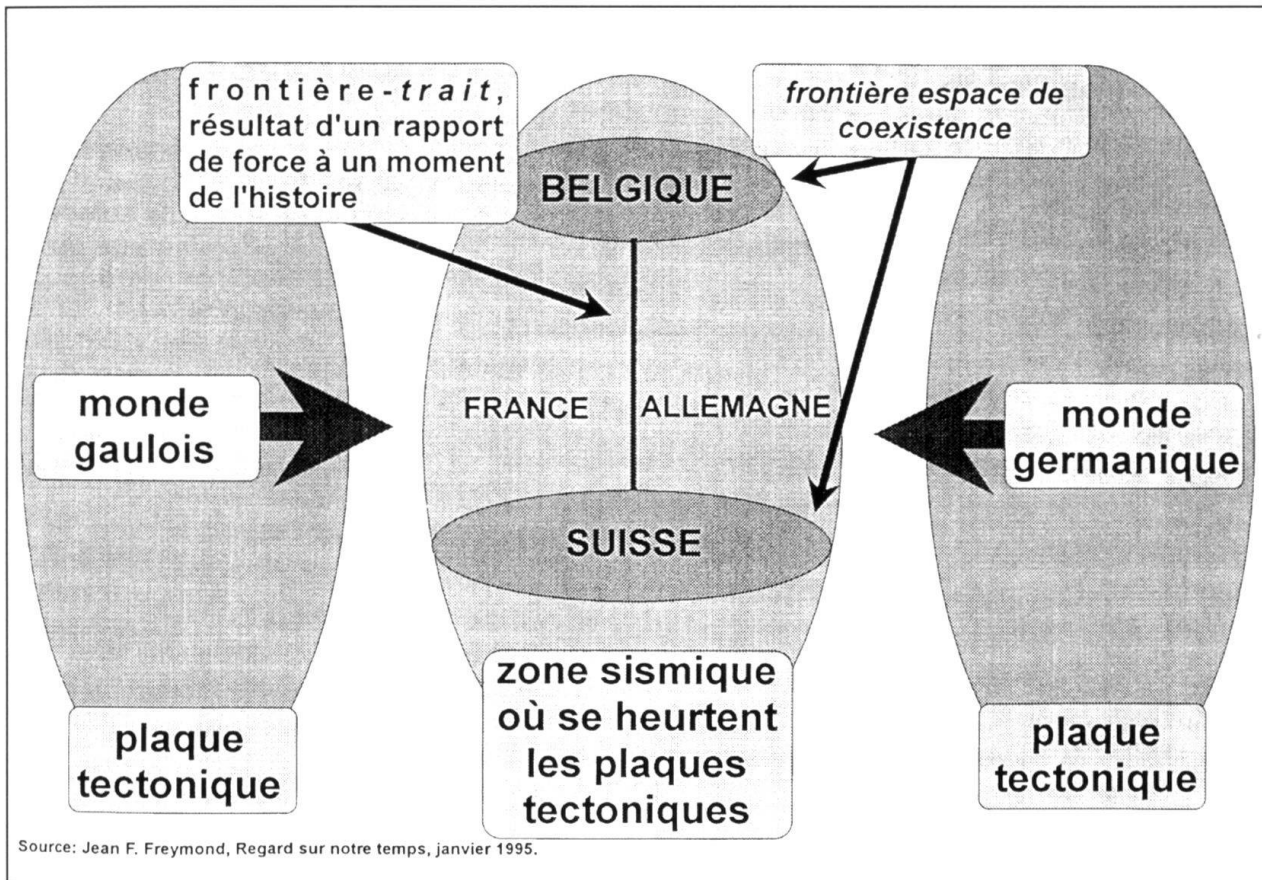 frontière-trait,
résultat d'un rapport
de force à un moment
de l'histoire
frontière espace de
coexistence
BELGIQUE
monde
gaulois
FRANCE
ALLEMAGNE
monde
germanique
SUISSE
plaque
tectonique
zone sismique
où se heurtent
les plaques
tectoniques
plaque
tectonique
Source: Jean F. Freymond, Regard sur notre temps, janvier 1995.